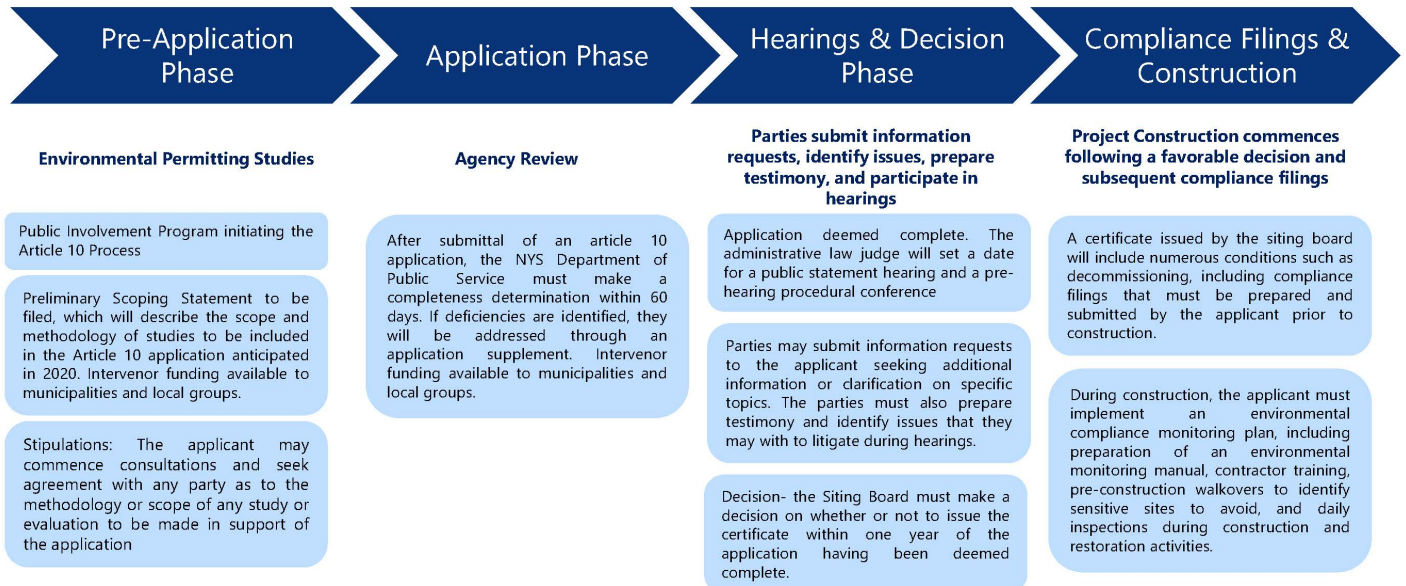 Pre-Application
Phase
Environmental Permitting Studies
Public Involvement Program initiating the
Article 10 Process
Preliminary Scoping Statement to be
filed, which will describe the scope and
methodology of studies to be included
in the Article 10 application anticipated
in 2020. Intervenor funding available to
municipalities and local groups.
Stipulations: The applicant may
commence consultations and seek
agreement with any party as to the
methodology or scope of any study or
evaluation to be made in support of
the application
Application Phase
Agency Review
After submittal of an article 10
application, the NYS Department of
Public Service must make a
completeness determination within 60
days. If deficiencies are identified, they
will be addressed through an
application supplement. Intervenor
funding available to municipalities and
local groups.
Hearings & Decision
Phase
Parties submit information
requests, identify issues, prepare
testimony, and participate in
hearings
Application deemed complete. The
administrative law judge will set a date
for a public statement hearing and a pre-
hearing procedural conference
Parties may submit information requests
to the applicant seeking additional
information or clarification on specific
topics. The parties must also prepare
testimony and identify issues that they
may with to litigate during hearings.
Decision- the Siting Board must make a
decision on whether or not to issue the
certificate within one year of the
application having been deemed
complete.
Compliance Filings &
Construction
Project Construction commences
following a favorable decision and
subsequent compliance filings
A certificate issued by the siting board
will include numerous conditions such as
decommissioning, including compliance
filings that must be prepared and
submitted by the applicant prior to
construction.
During construction, the applicant must
implement an environmental
compliance monitoring plan, including
preparation of an environmental
monitoring manual, contractor training,
pre-construction walkovers to identify
sensitive sites to avoid, and daily
inspections during construction and
restoration activities.